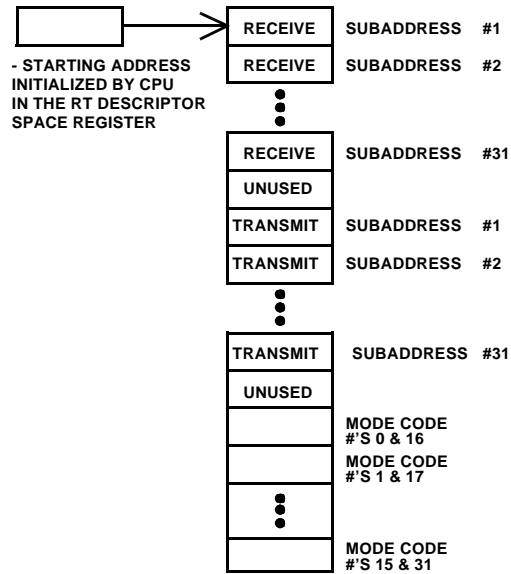 RECEIVE SUBADDRESS #1
- STARTING ADDRESS
INITIALIZED BY CPU
IN THE RT DESCRIPTOR
SPACE REGISTER
RECEIVE SUBADDRESS #2
RECEIVE SUBADDRESS #31
UNUSED
TRANSMIT SUBADDRESS #1
TRANSMIT SUBADDRESS #2
TRANSMIT SUBADDRESS #31
UNUSED
MODE CODE
#'S 0 & 16
MODE CODE
#'S 1 & 17
MODE CODE
#'S 15 & 31